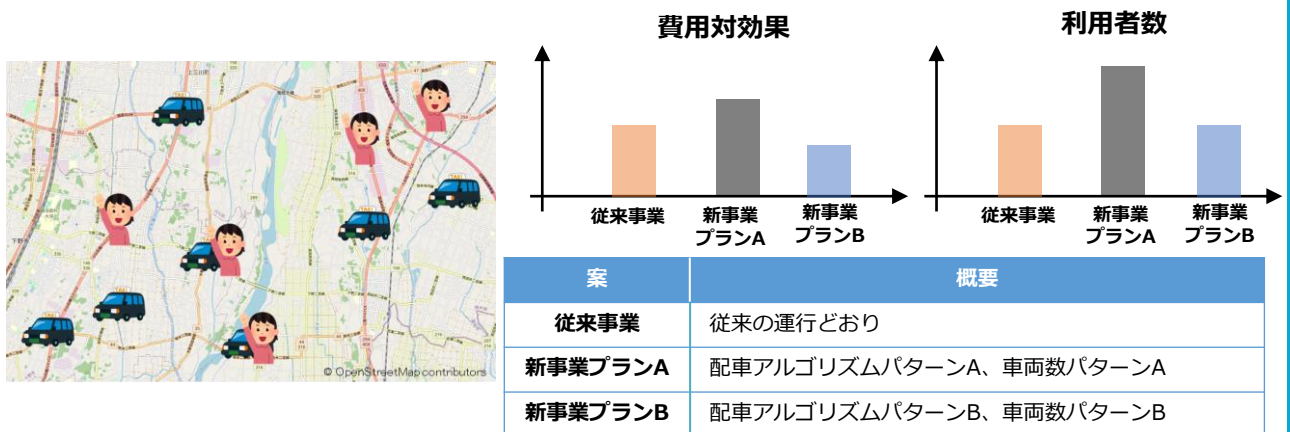 費用対効果
利用者数
従来事業
新事業
プランA
新事業
プランB
従来事業
新事業
プランA
新事業
プランB
案 概要
従来事業 従来の運行どおり
新事業プランA 配車アルゴリズムパターンA、車両数パターンA
新事業プランB 配車アルゴリズムパターンB、車両数パターンB
上三川町
TAXI
© OpenStreetMap contributors